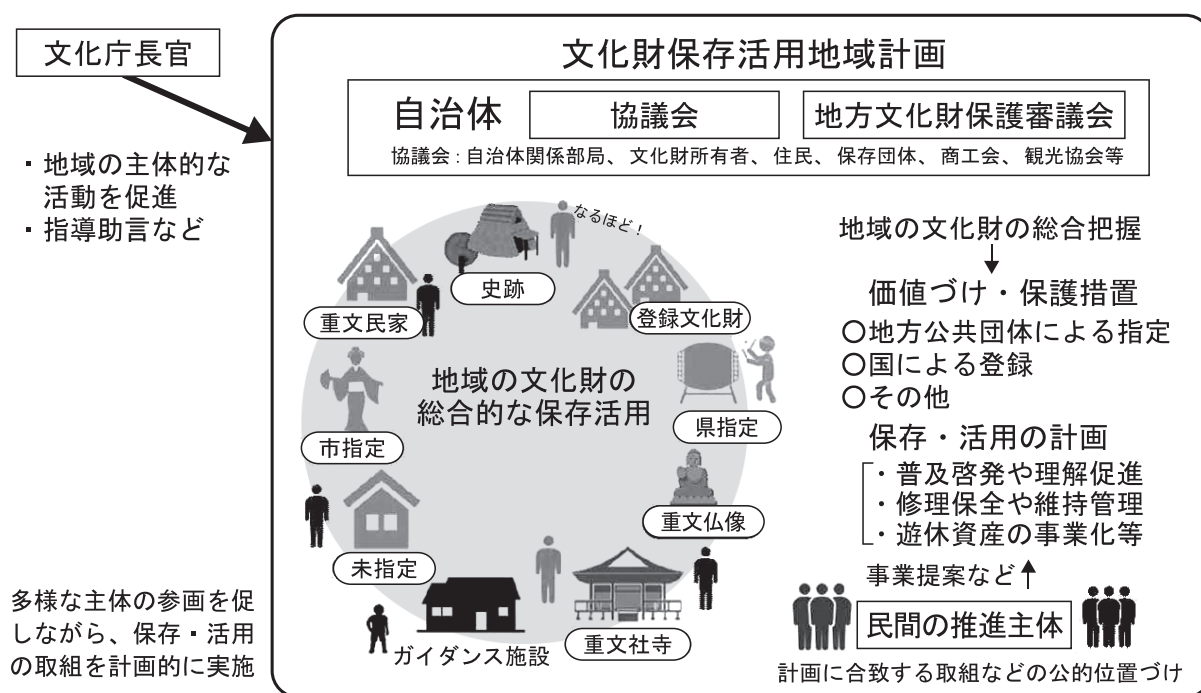 文化庁長官
・地域の主体的な
活動を促進
・指導助言など
多様な主体の参画を促
しながら、保存・活用
の取組を計画的に実施
文化財保存活用地域計画
自治体 協議会 地方文化財保護審議会
協議会：自治体関係部局、文化財所有者、住民、保存団体、商工会、観光協会等
なるほど！
史跡
重文民家
登録文化財
地域の文化財の
総合的な保存活用
市指定
県指定
重文仏像
未指定
重文社寺
ガイダンス施設
地域の文化財の総合把握
価値づけ・保護措置
〇地方公共団体による指定
〇国による登録
〇その他
保存・活用の計画
・普及啓発や理解促進
・修理保全や維持管理
・遊休資産の事業化等
事業提案など
民間の推進主体
計画に合致する取組などの公的位置づけ